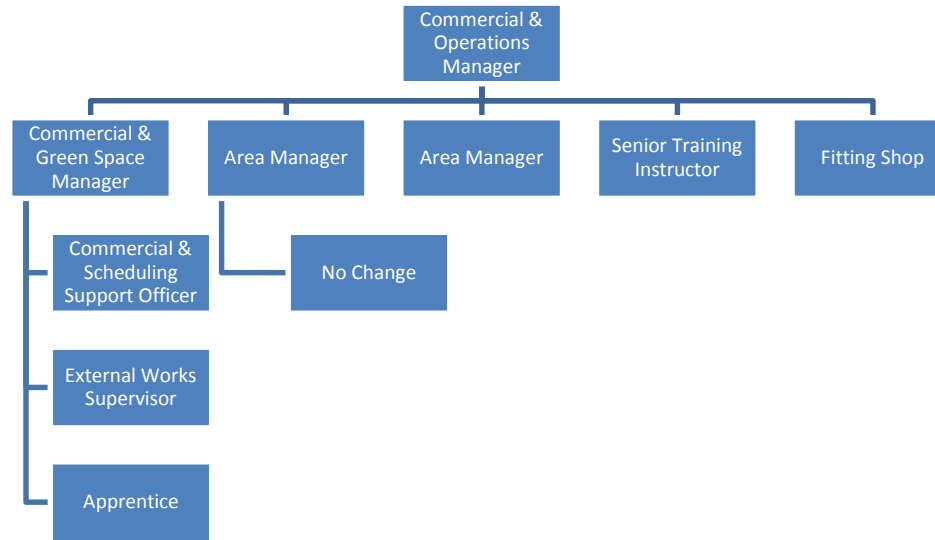 Commercial &
Operations
Manager
Commercial &
Green Space
Manager
Area Manager
Area Manager
Senior Training
Instructor
Fitting Shop
Commercial &
Scheduling
Support Officer
No Change
External Works
Supervisor
Apprentice